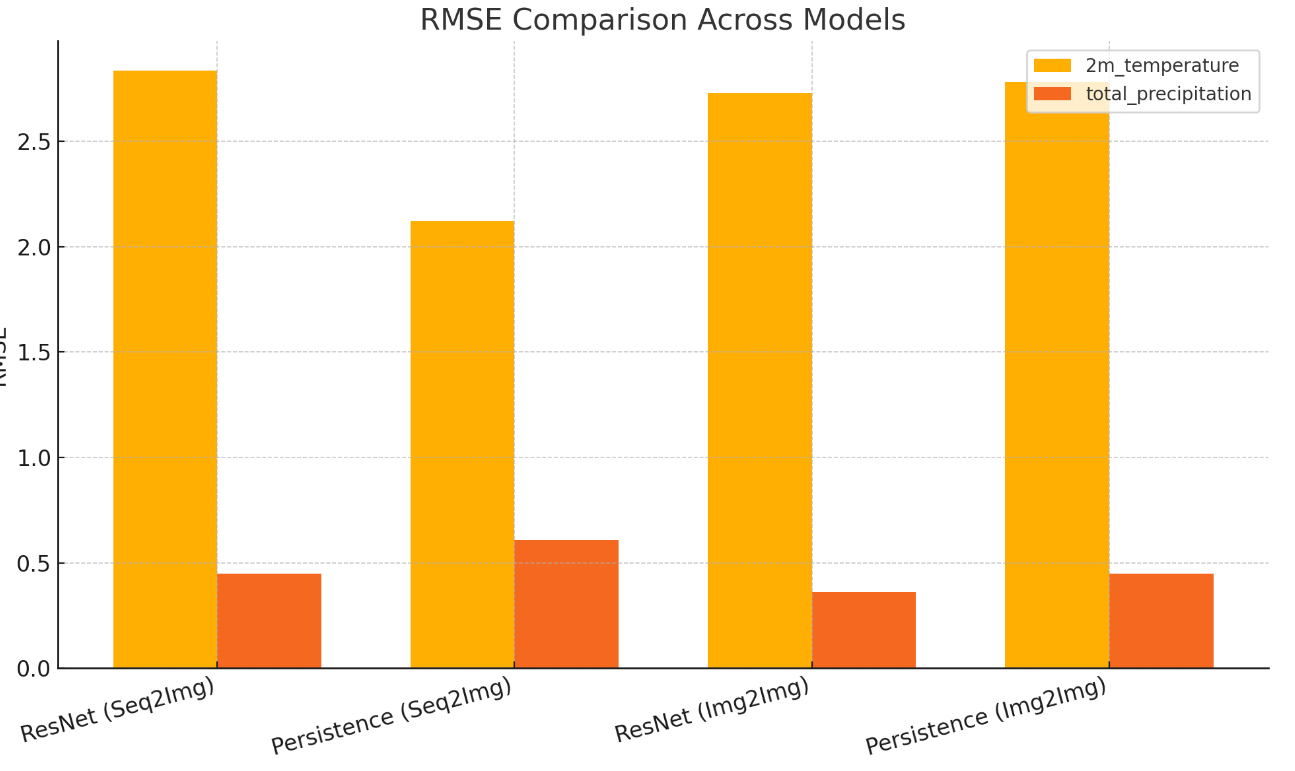 RMSE Comparison Across Models
2m_temperature
total_precipitation
2.5
2.0
1.5
1.0
0.5
0.0
RMSE
ResNet (Seq2Img)
Persistence (Seq2Img)
ResNet (Img2Img)
Persistence (Img2Img)